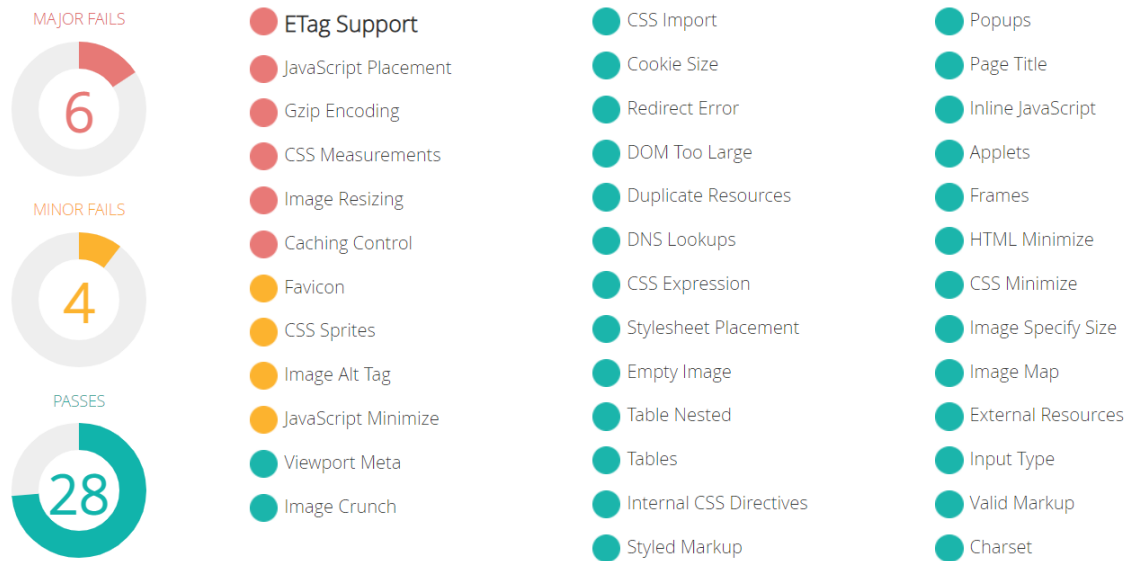 MAJOR FAILS
6
MINOR FAILS
4
PASSES
28
ETag Support
JavaScript Placement
Gzip Encoding
CSS Measurements
Image Resizing
Caching Control
Favicon
CSS Sprites
Image Alt Tag
JavaScript Minimize
Viewport Meta
Image Crunch
CSS Import
Cookie Size
Redirect Error
DOM Too Large
Duplicate Resources
DNS Lookups
CSS Expression
Stylesheet Placement
Empty Image
Table Nested
Tables
Internal CSS Directives
Styled Markup
Popups
Page Title
Inline JavaScript
Applets
Frames
HTML Minimize
CSS Minimize
Image Specify Size
Image Map
External Resources
Input Type
Valid Markup
Charset